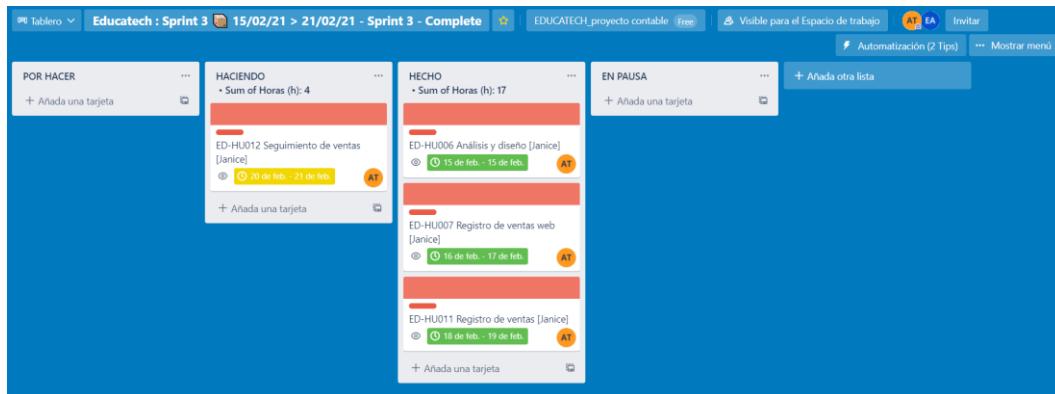 Tablero
Educatech : Sprint 3 15/02/21 > 21/02/21 - Sprint 3 - Complete
EDUCATECH_proyecto contable Free
Visible para el Espacio de trabajo
AT EA
Invitar
Automatización (2 Tips)
Mostrar menú
POR HACER
+ Añada una tarjeta
HACIENDO
• Sum of Horas (h): 4
ED-HU012 Seguimiento de ventas
[Janice]
20 de feb. - 21 de feb.
AT
+ Añada una tarjeta
HECHO
• Sum of Horas (h): 17
ED-HU006 Análisis y diseño [Janice]
15 de feb. - 15 de feb.
AT
ED-HU007 Registro de ventas web
[Janice]
16 de feb. - 17 de feb.
AT
ED-HU011 Registro de ventas [Janice]
18 de feb. - 19 de feb.
AT
+ Añada una tarjeta
EN PAUSA
+ Añada una tarjeta
+ Añada otra lista